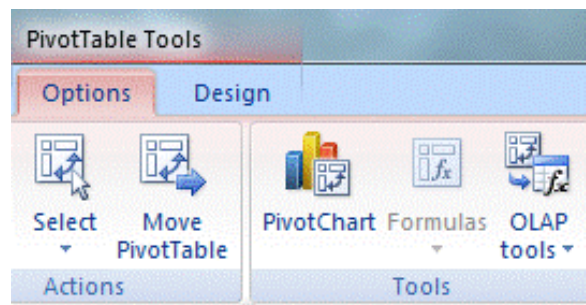 PivotTable Tools
Options Design
Select Move PivotTable PivotChart Formulas OLAP tools
Actions Tools